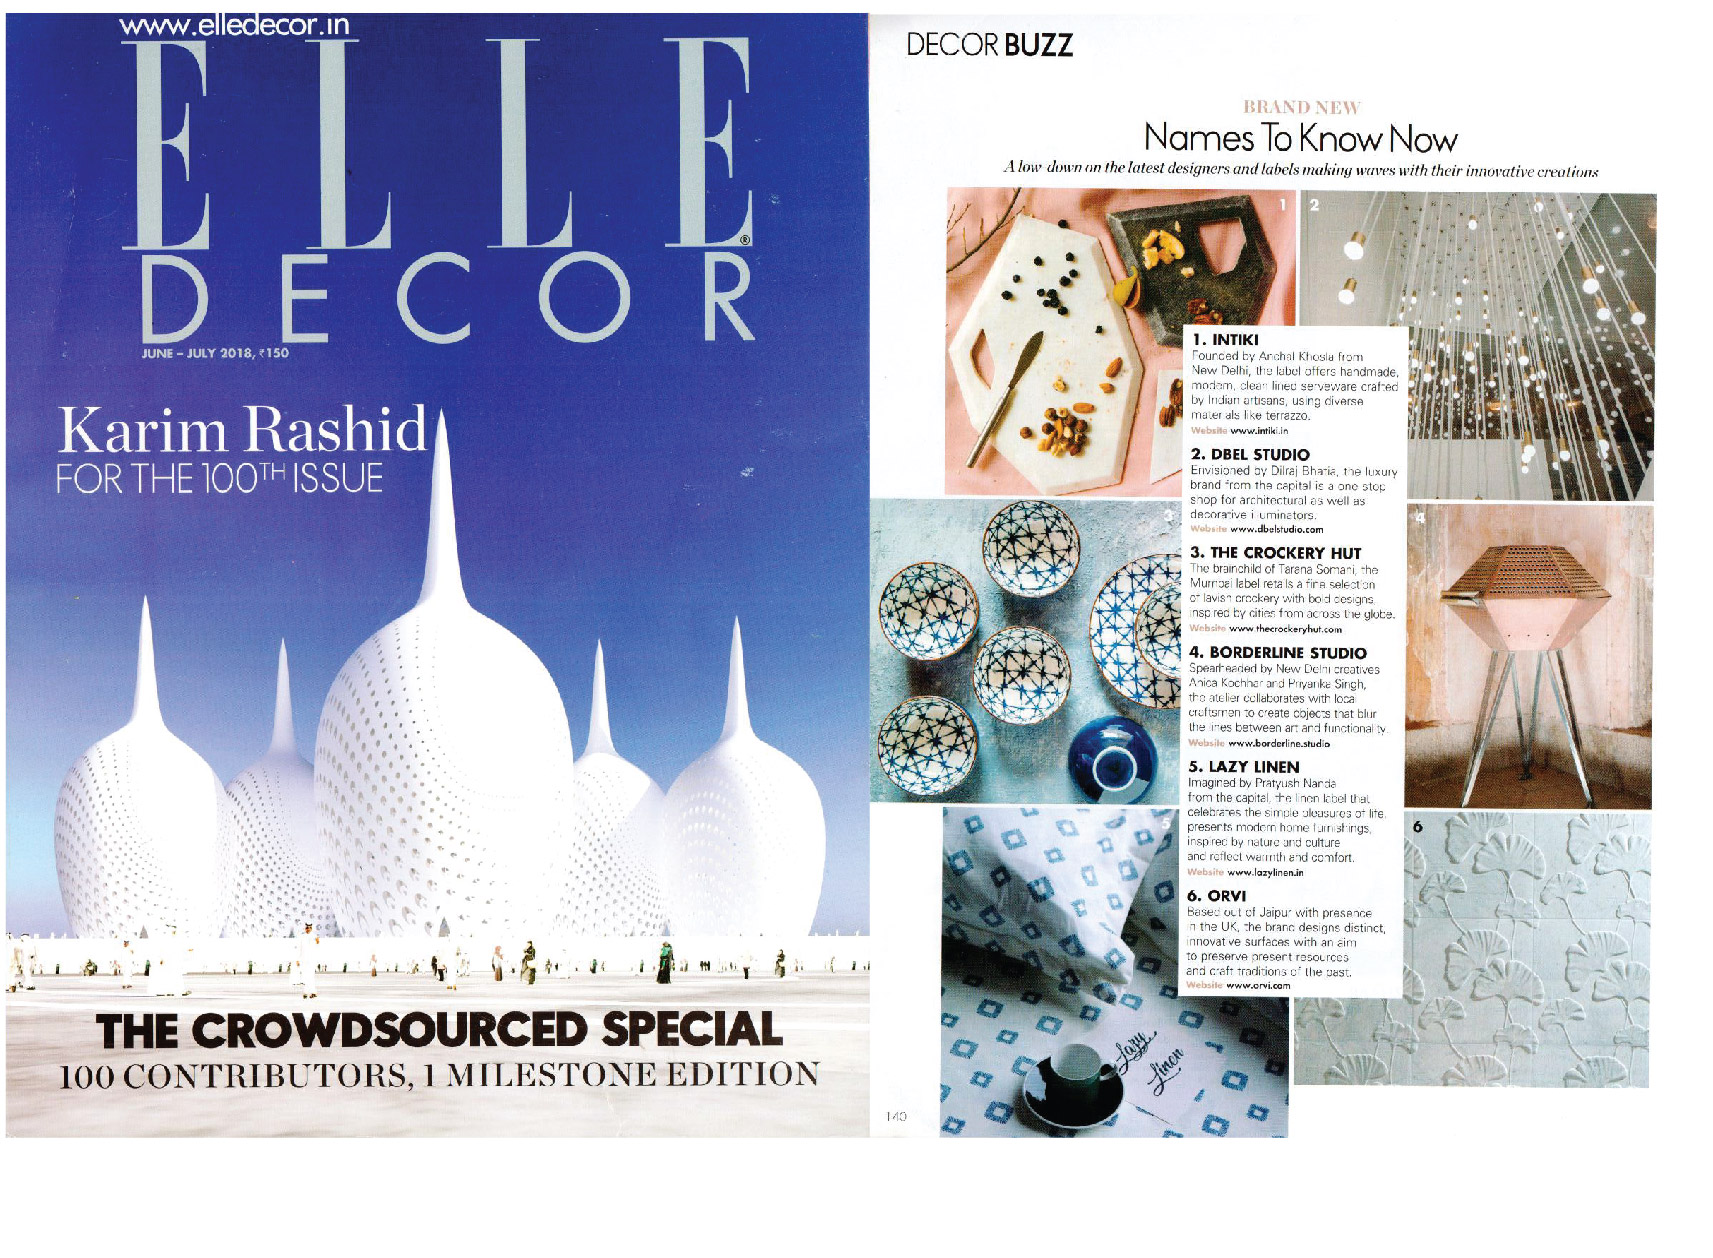 www.elledecor.in
ELLE
DECOR
JUNE – JULY 2018, ₹150
Karim Rashid
FOR THE 100TH ISSUE
THE CROWDSOURCED SPECIAL
100 CONTRIBUTORS, 1 MILESTONE EDITION
DECOR BUZZ
BRAND NEW
Names To Know Now
A low-down on the latest designers and labels making waves with their innovative creations
1
2
1. INTIKI
Founded by Anchal Khosla from
New Delhi, the label offers handmade,
modern, clean lined serveware crafted
by Indian artisans, using diverse
materials like terrazzo.
Website www.intiki.in
2. DBEL STUDIO
Envisioned by Dilraj Bhatia, the luxury
brand from the capital is a one stop
shop for architectural as well as
decorative illuminators.
Website www.dbelstudio.com
3
3. THE CROCKERY HUT
The brainchild of Tarana Somani, the
Mumbai label retails a fine selection
of lavish crockery with bold designs
inspired by cities from across the globe.
Website www.thecrockeryhut.com
4
4. BORDERLINE STUDIO
Spearheaded by New Delhi creatives
Anica Kochhar and Priyanka Singh,
the atelier collaborates with local
craftsmen to create objects that blur
the lines between art and functionality.
Website www.borderline.studio
5. LAZY LINEN
Imagined by Pratyush Nanda
from the capital, the linen label that
celebrates the simple pleasures of life,
presents modern home furnishings,
inspired by nature and culture
and reflect warmth and comfort.
Website www.lazylinen.in
5
6
6. ORVI
Based out of Jaipur with presence
in the UK, the brand designs distinct,
innovative surfaces with an aim
to preserve present resources
and craft traditions of the past.
Website www.orvi.com
Lazy
Linen
140